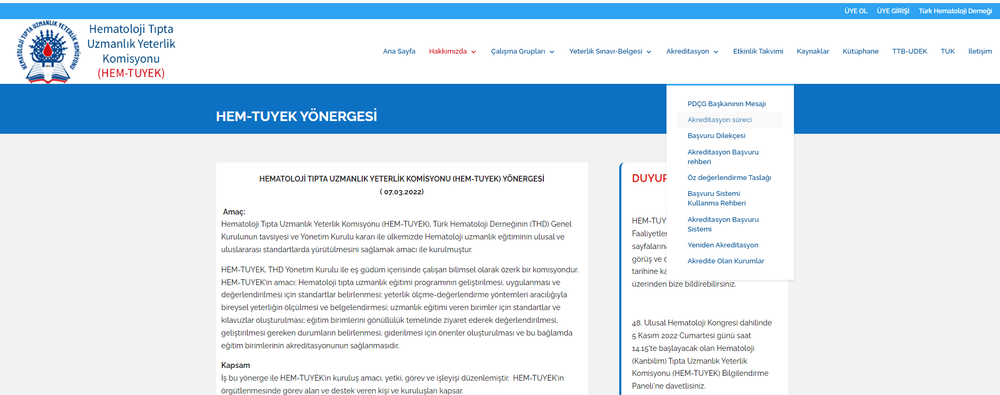 ÜYE OL ÜYE GİRİŞİ Türk Hematoloji Derneği
HEMATOLOJİ TIPTA UZMANLIK YETERLİK KOMİSYONU
Hematoloji Tıpta
Uzmanlık Yeterlik
Komisyonu
(HEM-TUYEK)
Ana Sayfa Hakkımızda Çalışma Grupları Yeterlik Sınavı-Belgesi Akreditasyon Etkinlik Takvimi Kaynaklar Kütüphane TTB-UDEK TUK İletişim
PDÇG Başkanının Mesajı
Akreditasyon süreci
Başvuru Dilekçesi
Akreditasyon Başvuru
rehberi
Öz değerlendirme Taslağı
Başvuru Sistemi
Kullanma Rehberi
Akreditasyon Başvuru
Sistemi
Yeniden Akreditasyon
Akredite Olan Kurumlar
HEM-TUYEK YÖNERGESİ
HEMATOLOJİ TIPTA UZMANLIK YETERLİK KOMİSYONU (HEM-TUYEK) YÖNERGESİ
( 07.03.2022)
Amaç:
Hematoloji Tıpta Uzmanlık Yeterlik Komisyonu (HEM-TUYEK), Türk Hematoloji Derneğinin (THD) Genel
Kurulunun tavsiyesi ve Yönetim Kurulu kararı ile ülkemizde Hematoloji uzmanlık eğitiminin ulusal ve
uluslararası standartlarda yürütülmesini sağlamak amacı ile kurulmuştur.
HEM-TUYEK, THD Yönetim Kurulu ile eş güdüm içerisinde çalışan bilimsel olarak özerk bir komisyondur.
HEM-TUYEK'in amacı; Hematoloji tıpta uzmanlık eğitimi programının geliştirilmesi, uygulanması ve
değerlendirilmesi için standartlar belirlenmesi; yeterlik ölçme-değerlendirme yöntemleri aracılığıyla
bireysel yeterliğin ölçülmesi ve belgelendirmesi; uzmanlık eğitimi veren birimler için standartlar ve
kılavuzlar oluşturulması; eğitim birimlerini gönüllülük temelinde ziyaret ederek değerlendirilmesi,
geliştirilmesi gereken durumların belirlenmesi, giderilmesi için öneriler oluşturulması ve bu bağlamda
eğitim birimlerinin akreditasyonunun sağlanmasıdır.
Kapsam
İş bu yönerge ile HEM-TUYEK'in kuruluş amacı, yetki, görev ve işleyişi düzenlemiştir. HEM-TUYEK'in
örgütlenmesinde görev alan ve destek veren kişi ve kuruluşları kapsar.
DUYUR
HEM-TUY
Faaliyetler
sayfaların
görüş ve
tarihine ka
üzerinden bize bildirebilirsiniz.
48. Ulusal Hematoloji Kongresi dahilinde
5 Kasım 2022 Cumartesi günü saat
14.15'te başlayacak olan Hematoloji
(Kanbilim) Tıpta Uzmanlık Yeterlik
Komisyonu (HEM-TUYEK) Bilgilendirme
Paneli'ne davetlisiniz.